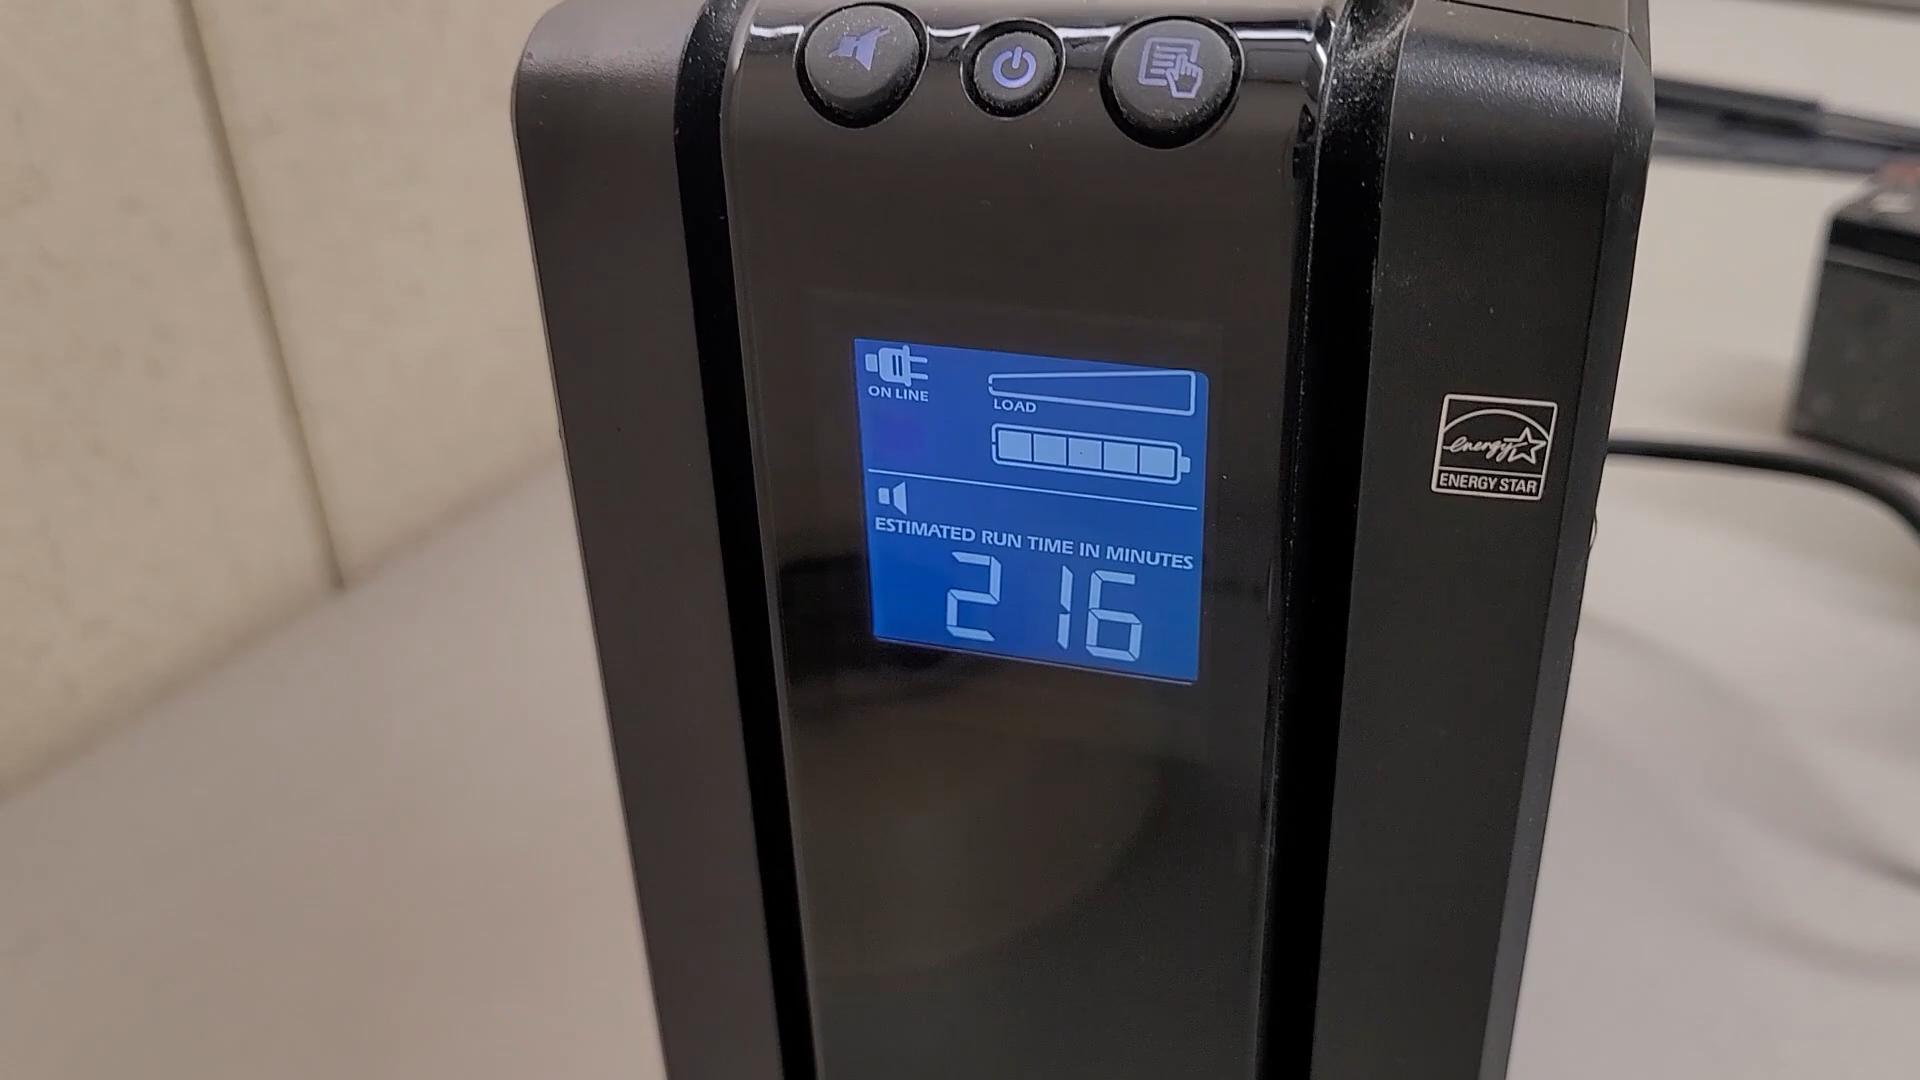 ON LINE
LOAD
ESTIMATED RUN TIME IN MINUTES
216
energy
ENERGY STAR